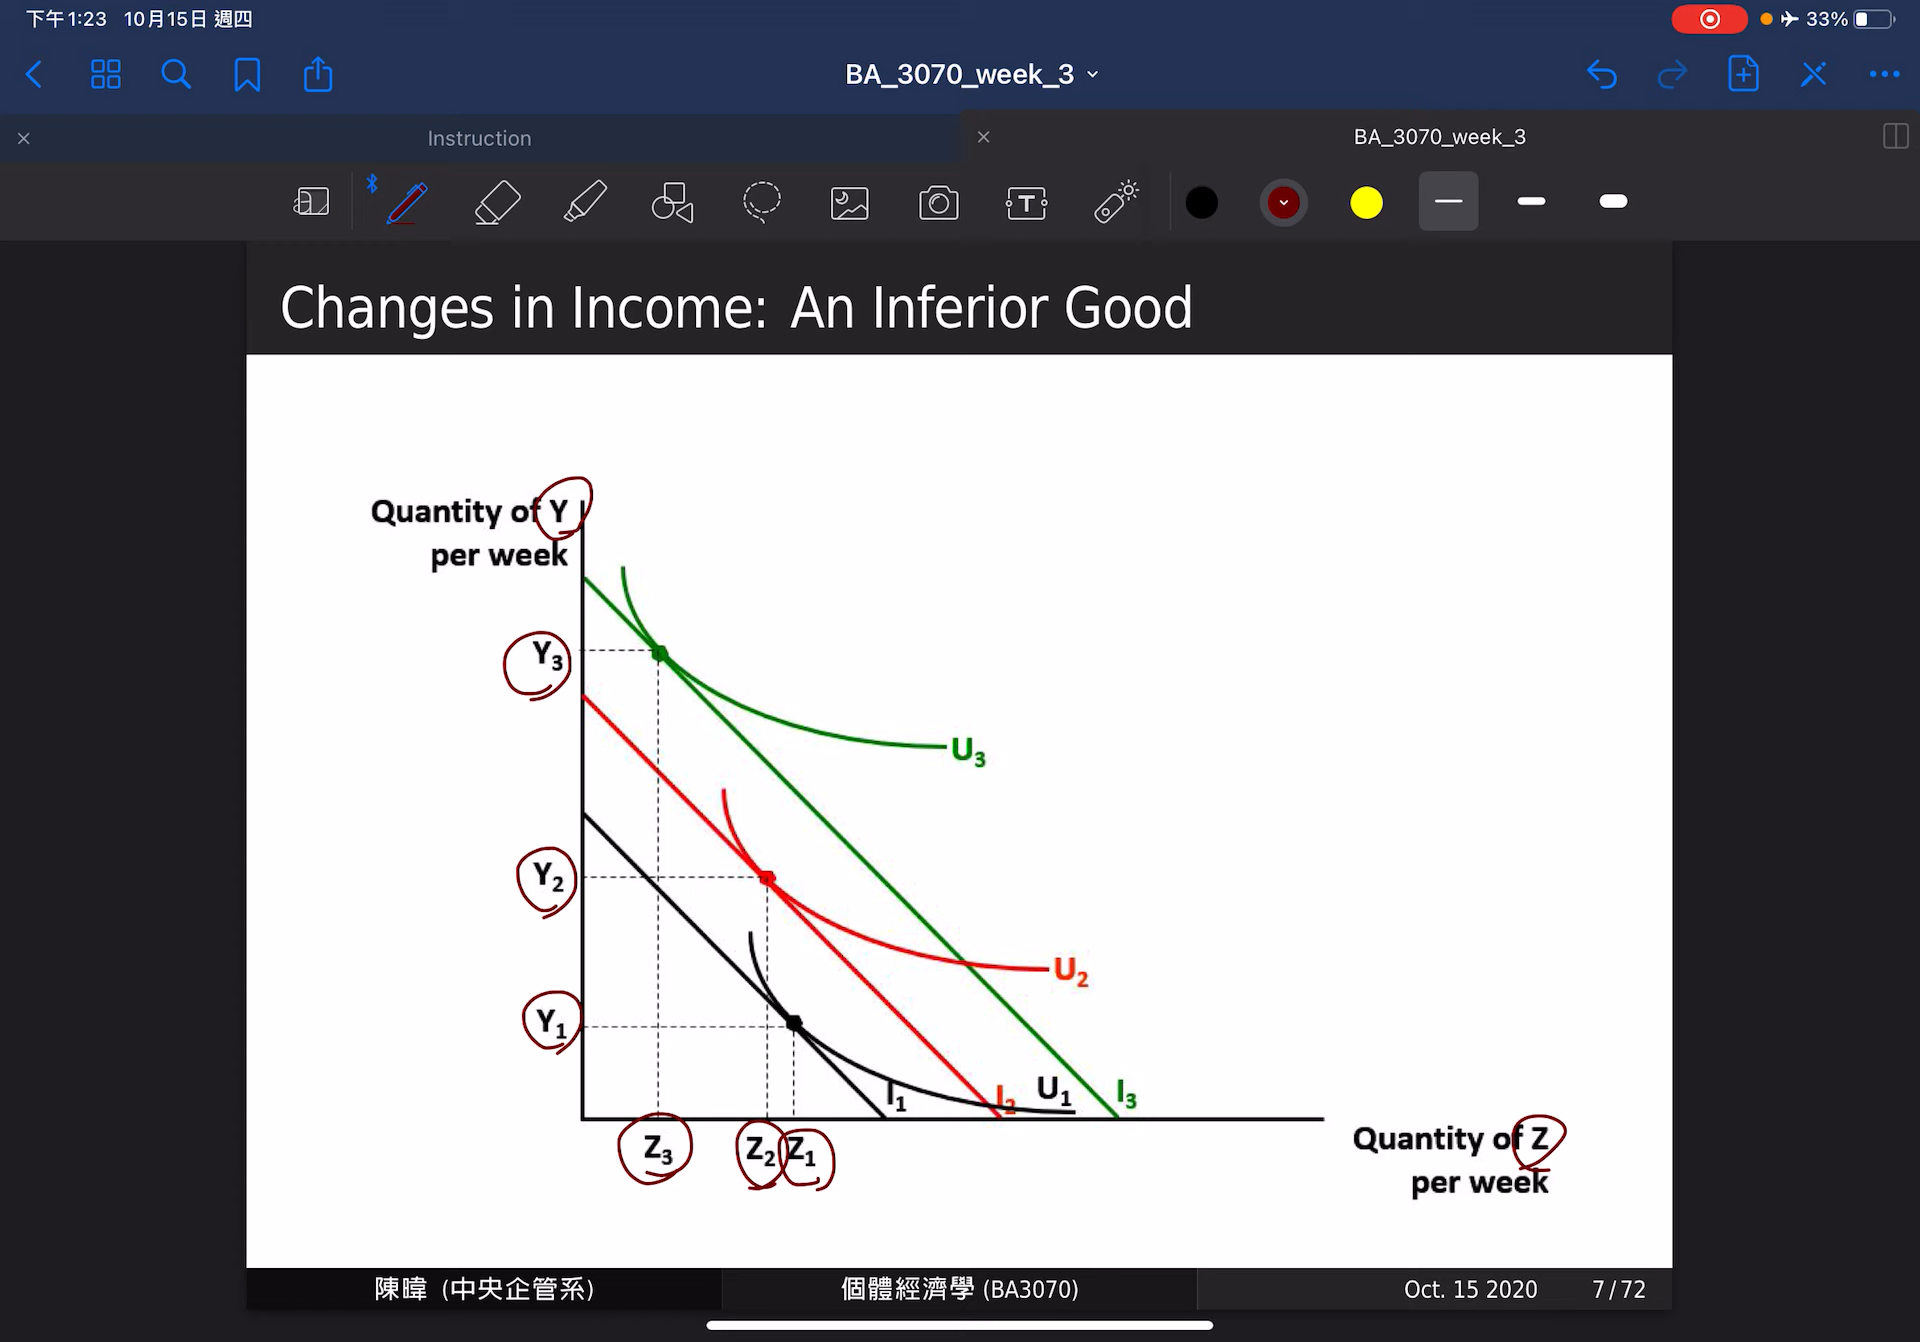 下午1:23 10月15日 週四
33%
BA_3070_week_3
Instruction
BA_3070_week_3
T
Changes in Income: An Inferior Good
Quantity of Y
per week
Y3
U3
Y2
U2
Y1
I1
I2
U1
I3
Z3
Z2
Z1
Quantity of Z
per week
陳暐 (中央企管系)
個體經濟學 (BA3070)
Oct. 15 2020
7 / 72